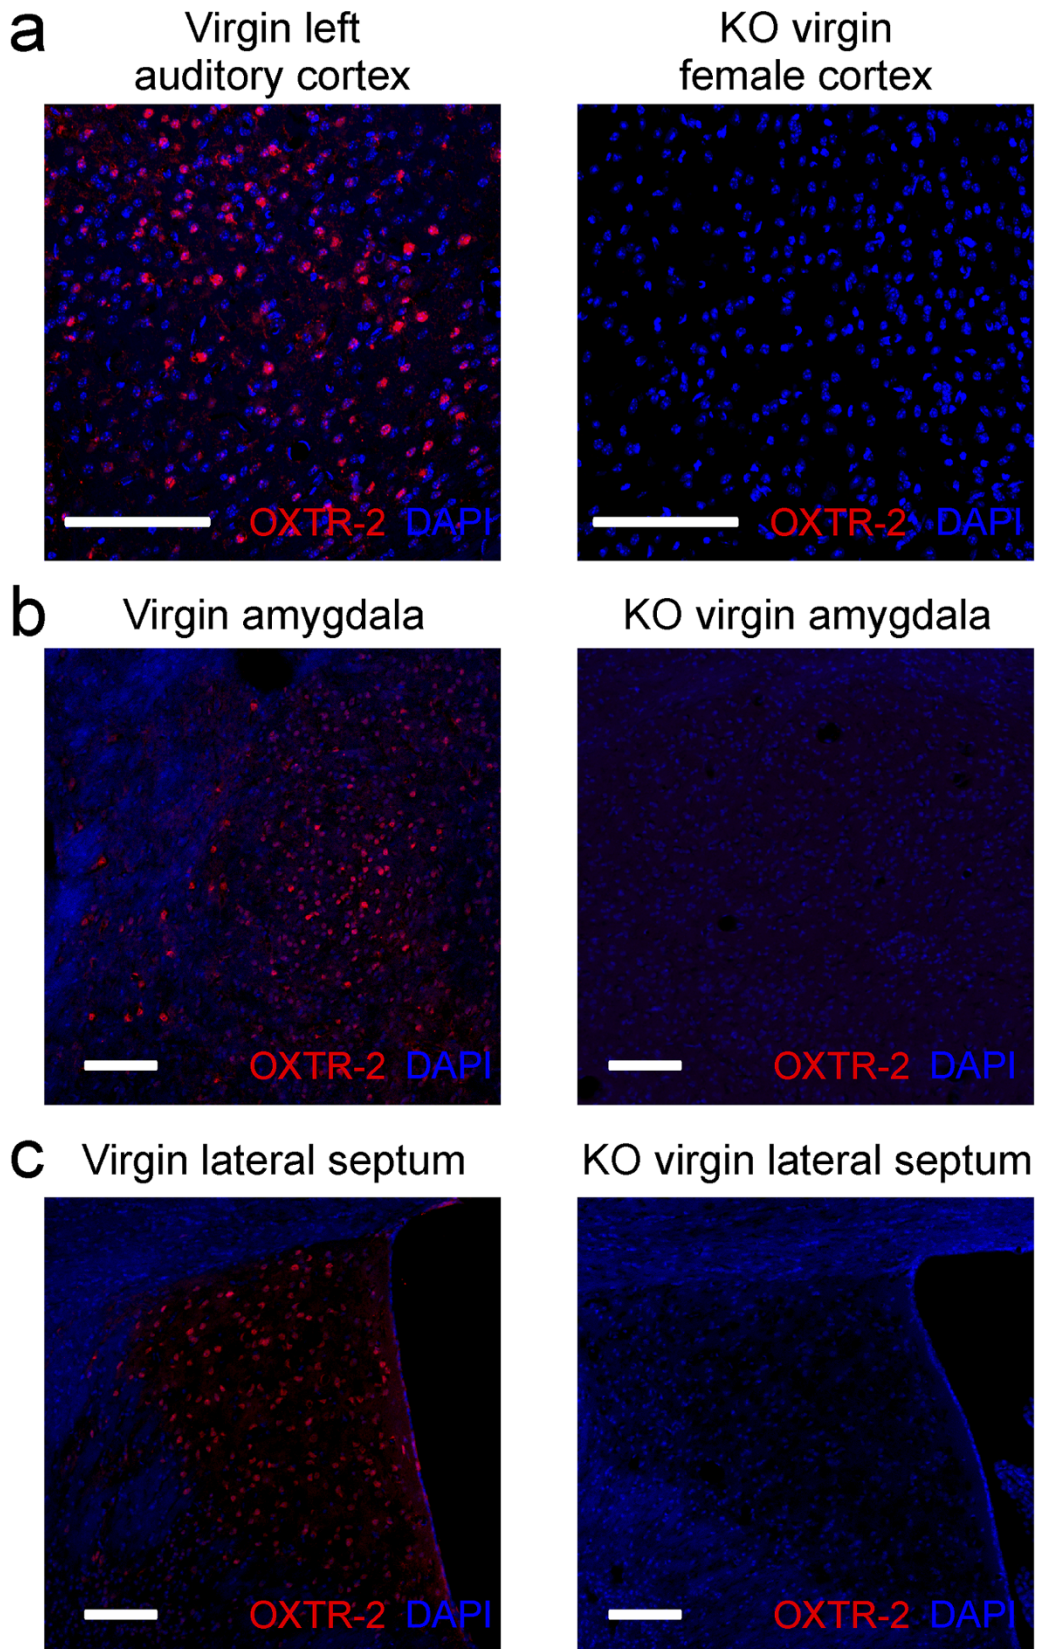 a
Virgin left
auditory cortex
KO virgin
female cortex
OXTR-2 DAPI
OXTR-2 DAPI
b
Virgin amygdala
KO virgin amygdala
OXTR-2 DAPI
OXTR-2 DAPI
c
Virgin lateral septum
KO virgin lateral septum
OXTR-2 DAPI
OXTR-2 DAPI